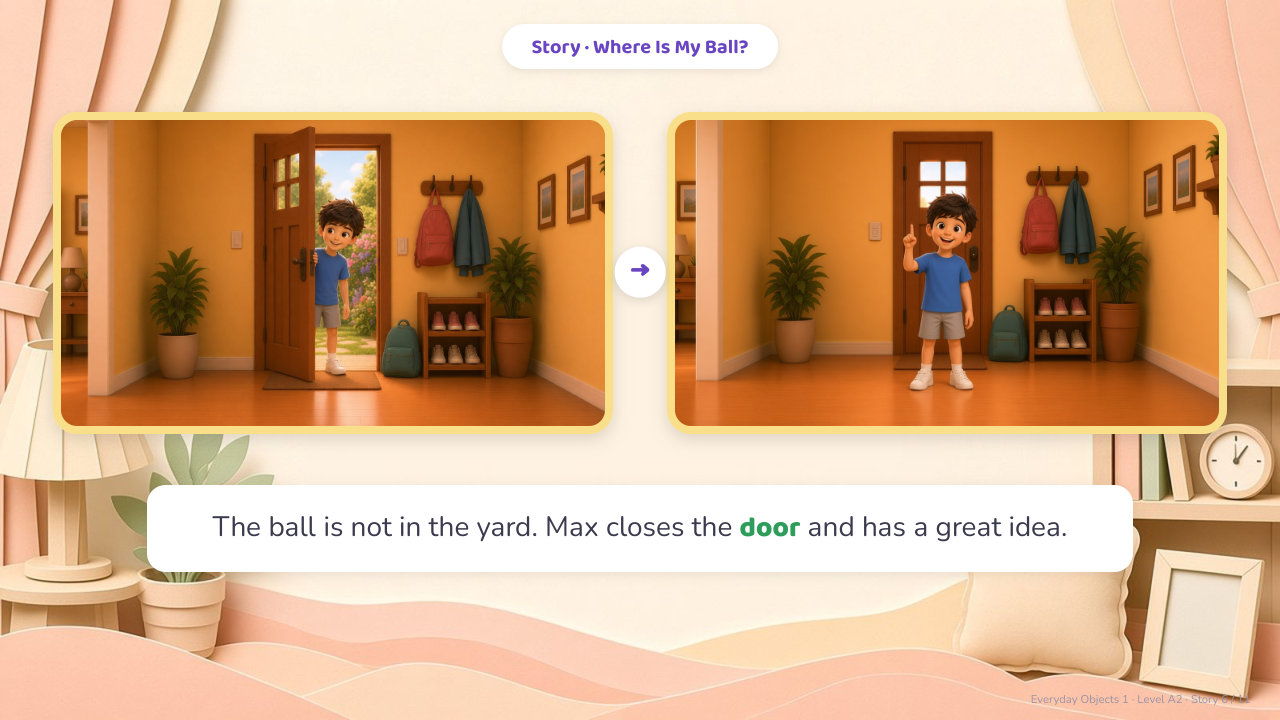 Story · Where Is My Ball?
The ball is not in the yard. Max closes the door and has a great idea.
Everyday Objects 1 · Level A2 · Story